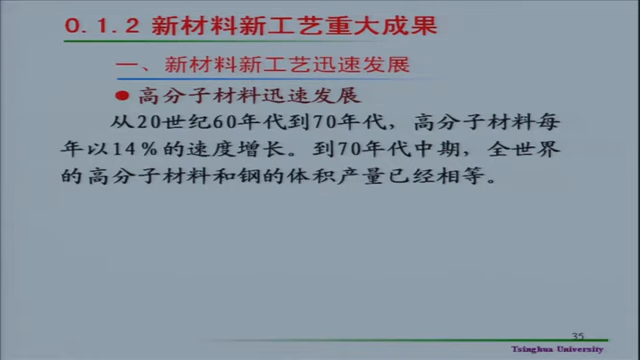 0.1.2 新材料新工艺重大成果
一、新材料新工艺迅速发展
●高分子材料迅速发展
从20世纪60年代到70年代，高分子材料每
年以14%的速度增长。到70年代中期，全世界
的高分子材料和钢的体积产量已经相等。
35
Tsinghua University